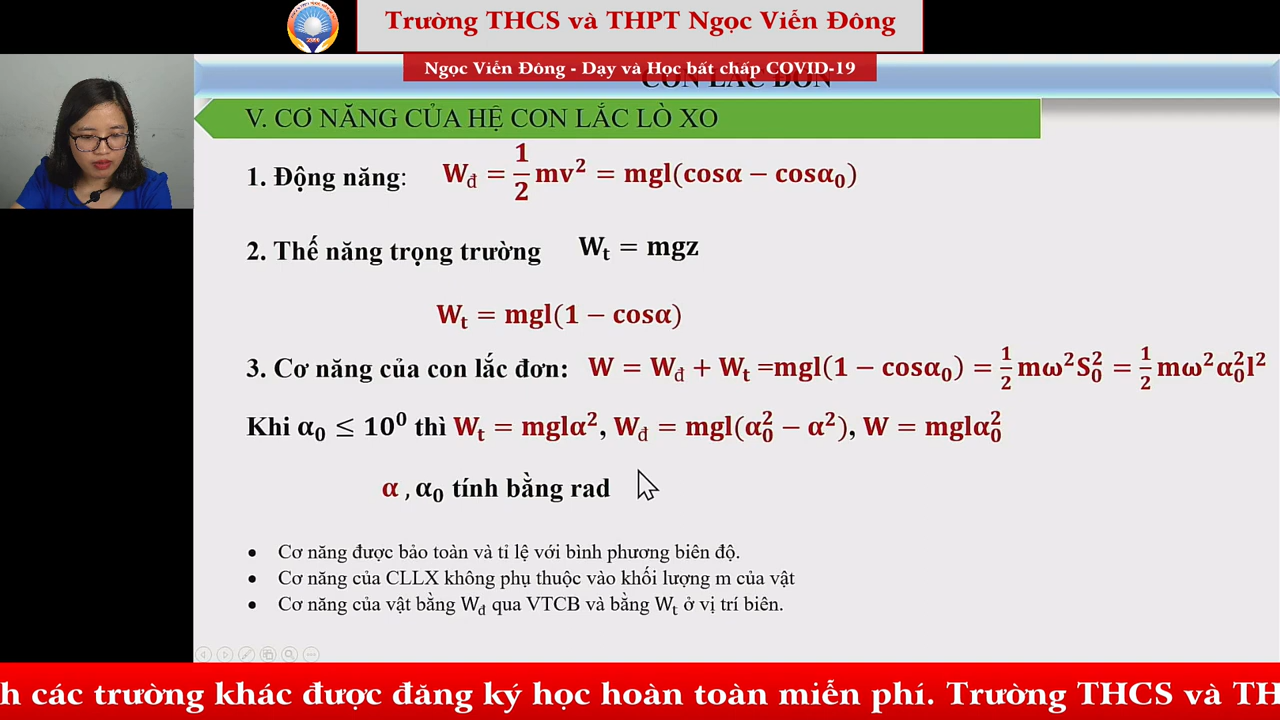 Trường THCS và THPT Ngọc Viễn Đông
Ngọc Viễn Đông - Dạy và Học bất chấp COVID-19
CON LẮC ĐƠN
V. CƠ NĂNG CỦA HỆ CON LẮC LÒ XO
1. Động năng: Wđ = 1/2 mv² = mgl(cosα − cosα₀)
2. Thế năng trọng trường Wₜ = mgz
Wₜ = mgl(1 − cosα)
3. Cơ năng của con lắc đơn: W = Wđ + Wₜ =mgl(1 − cosα₀) = 1/2 mω²S₀² = 1/2 mω²α₀²l²
Khi α₀ ≤ 10⁰ thì Wₜ = mglα², Wđ = mgl(α₀² − α²), W = mglα₀²
α , α₀ tính bằng rad
• Cơ năng được bảo toàn và tỉ lệ với bình phương biên độ.
• Cơ năng của CLLX không phụ thuộc vào khối lượng m của vật
• Cơ năng của vật bằng Wđ qua VTCB và bằng Wₜ ở vị trí biên.
h các trường khác được đăng ký học hoàn toàn miễn phí. Trường THCS và TH